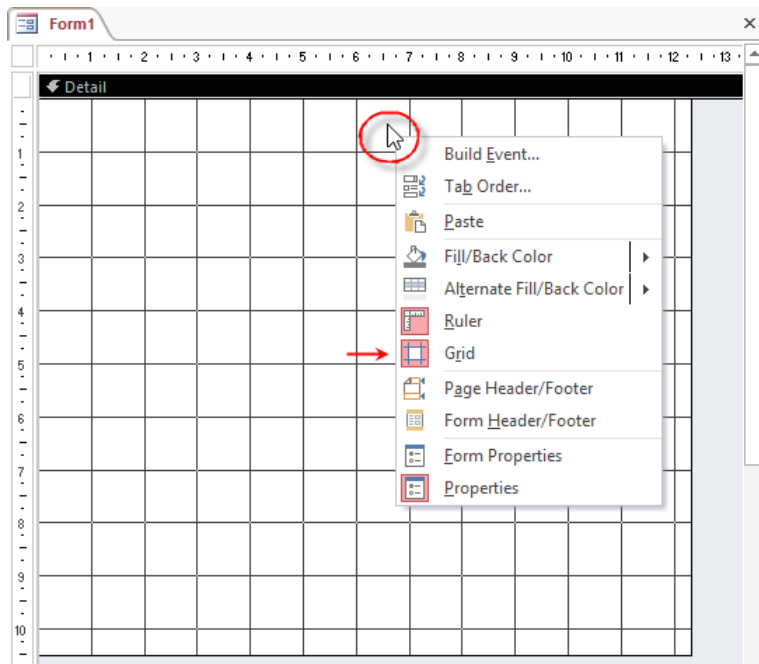 Form1
1 2 3 4 5 6 7 8 9 10 11 12 13
Detail
1
2
3
4
5
6
7
8
9
10
Build Event...
Tab Order...
Paste
Fill/Back Color
Alternate Fill/Back Color
Ruler
Grid
Page Header/Footer
Form Header/Footer
Form Properties
Properties